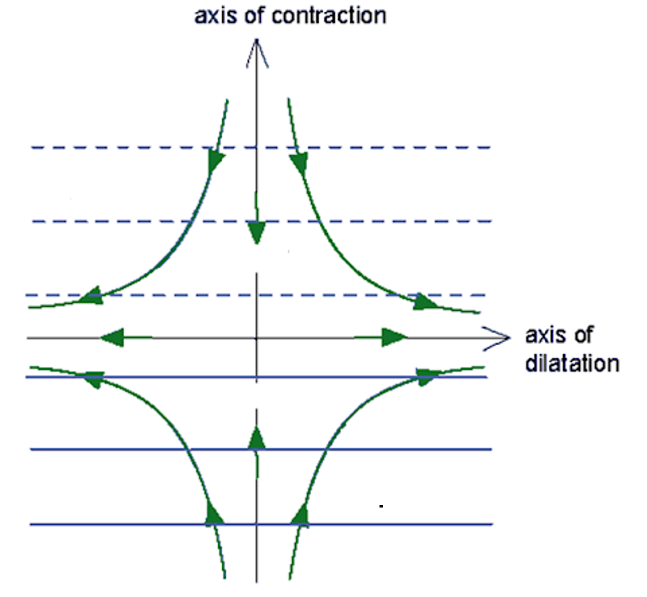 axis of contraction
axis of
dilatation